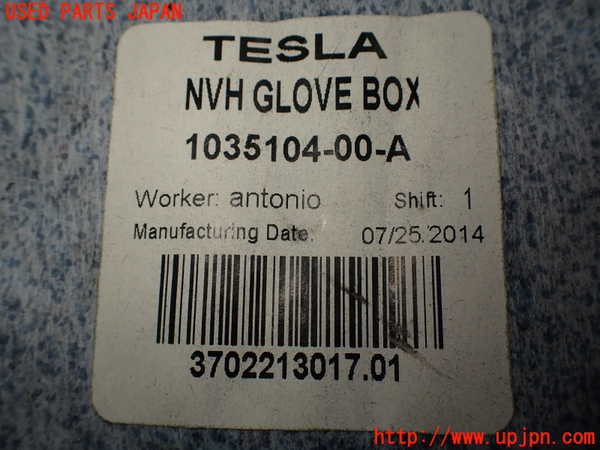 USED PARTS JAPAN
TESLA
NVH GLOVE BOX
1035104-00-A
Worker: antonio Shift: 1
Manufacturing Date: 07/25/2014
3702213017.01
http://www.upjpn.com